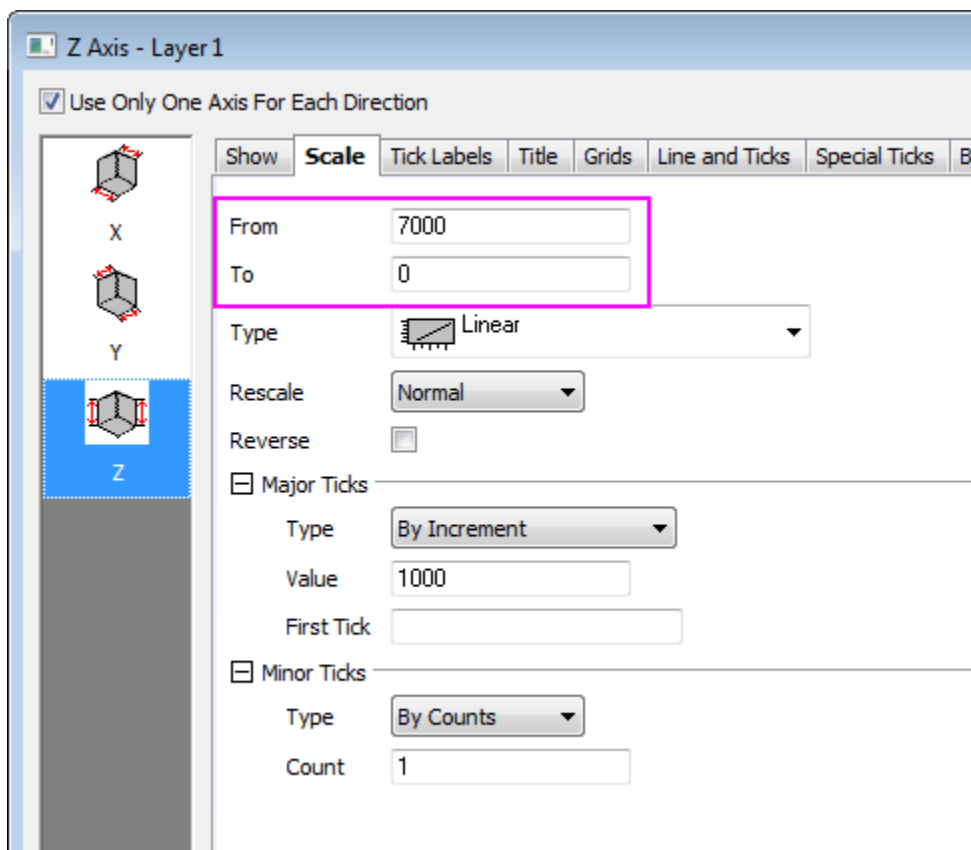 Z Axis - Layer 1
Use Only One Axis For Each Direction
Show Scale Tick Labels Title Grids Line and Ticks Special Ticks B
X
Y
Z
From 7000
To 0
Type Linear
Rescale Normal
Reverse
Major Ticks
Type By Increment
Value 1000
First Tick
Minor Ticks
Type By Counts
Count 1